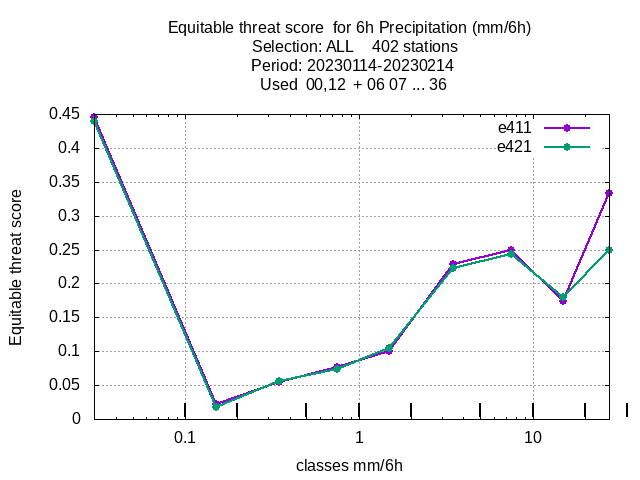 Equitable threat score  for 6h Precipitation (mm/6h)
Selection: ALL    402 stations
Period: 20230114-20230214
Used  00,12  + 06 07 ... 36
e411
e421
0.45
0.4
0.35
0.3
0.25
0.2
0.15
0.1
0.05
0
Equitable threat score
0.1
1
10
classes mm/6h